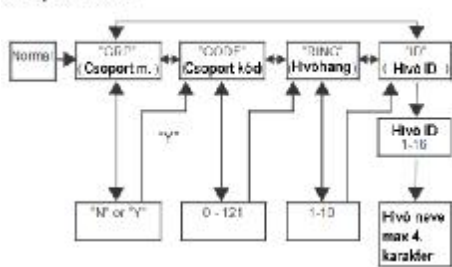 Normal
"GRP"
(Csoport m.)
"CODE"
(Csoport kód)
"RING"
(Hívóhang)
"ID"
( Hívó ID )
"Y"
Hívó ID
1-16
"N" or "Y"
0 - 121
1-10
Hívó neve
max 4.
karakter